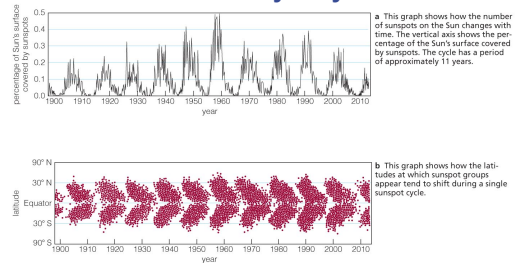 percentage of Sun's surface
covered by sunspots
0.5
0.4
0.3
0.2
0.1
0.0
1900 1910 1920 1930 1940 1950 1960 1970 1980 1990 2000 2010
year
a This graph shows how the number
of sunspots on the Sun changes with
time. The vertical axis shows the per-
centage of the Sun's surface covered
by sunspots. The cycle has a period
of approximately 11 years.
latitude
90° N
30° N
Equator
30° S
90° S
1900 1910 1920 1930 1940 1950 1960 1970 1980 1990 2000 2010
year
b This graph shows how the lati-
tudes at which sunspot groups
appear tend to shift during a single
sunspot cycle.